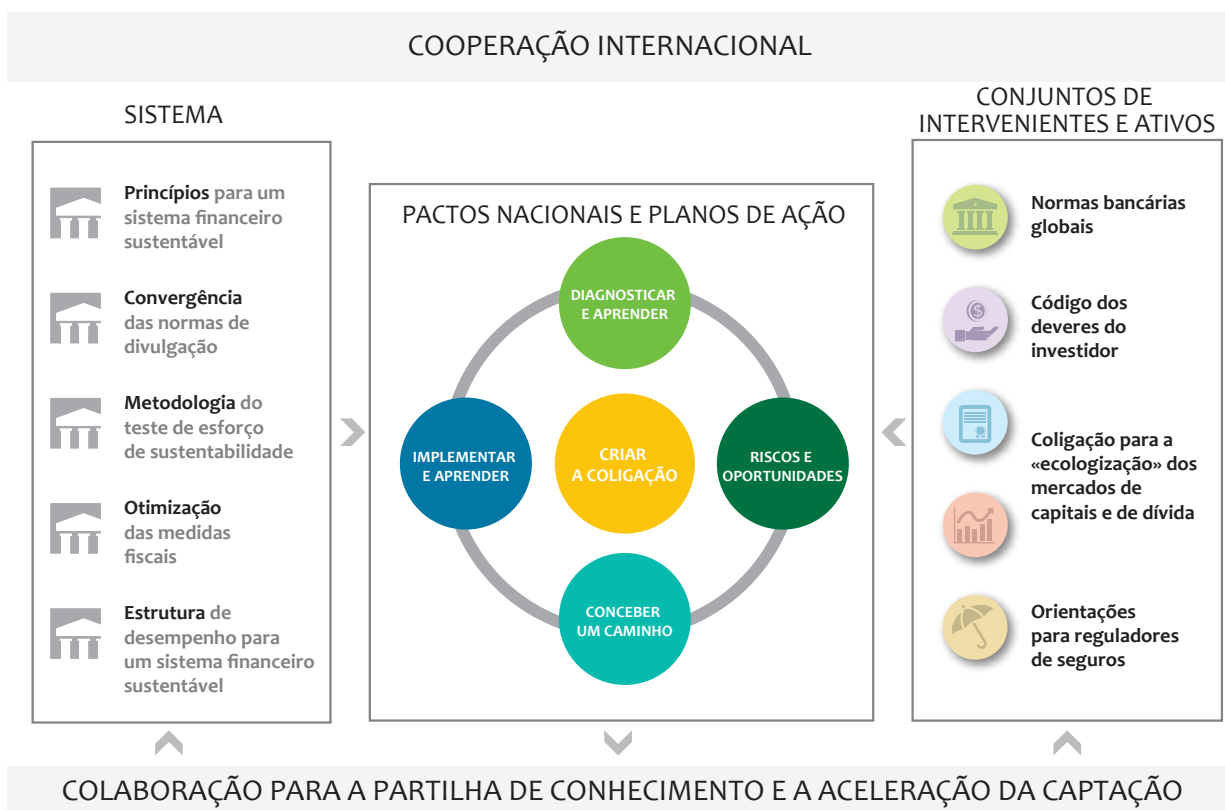 COOPERAÇÃO INTERNACIONAL
SISTEMA
Princípios para um
sistema financeiro
sustentável
Convergência
das normas de
divulgação
Metodologia do
teste de esforço
de sustentabilidade
Otimização
das medidas
fiscais
Estrutura de
desempenho para
um sistema financeiro
sustentável
PACTOS NACIONAIS E PLANOS DE AÇÃO
DIAGNOSTICAR
E APRENDER
IMPLEMENTAR
E APRENDER
CRIAR
A COLIGAÇÃO
RISCOS E
OPORTUNIDADES
CONCEBER
UM CAMINHO
CONJUNTOS DE
INTERVENIENTES E ATIVOS
Normas bancárias
globais
$
Código dos
deveres do
investidor
Coligação para a
«ecologização» dos
mercados de
capitais e de dívida
Orientações
para reguladores
de seguros
COLABORAÇÃO PARA A PARTILHA DE CONHECIMENTO E A ACELERAÇÃO DA CAPTAÇÃO